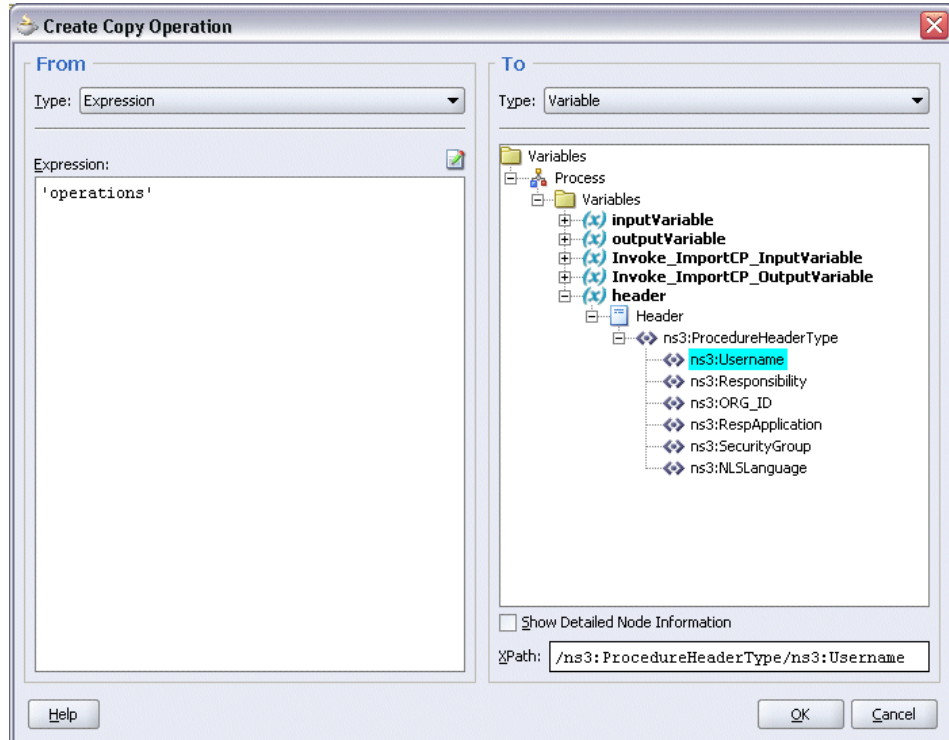 Create Copy Operation
From
Type: Expression
Expression:
'operations'
To
Type: Variable
Variables
Process
Variables
(x) inputVariable
(x) outputVariable
(x) Invoke_ImportCP_InputVariable
(x) Invoke_ImportCP_OutputVariable
(x) header
Header
ns3:ProcedureHeaderType
ns3:Username
ns3:Responsibility
ns3:ORG_ID
ns3:RespApplication
ns3:SecurityGroup
ns3:NLSLanguage
Show Detailed Node Information
XPath: /ns3:ProcedureHeaderType/ns3:Username
Help
OK
Cancel